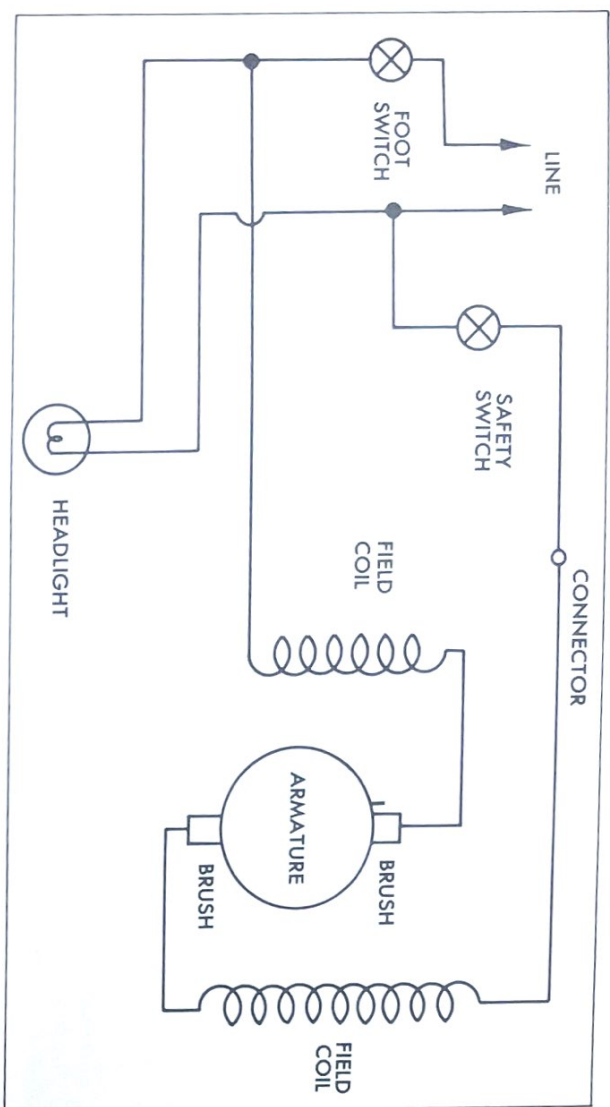 LINE
FOOT
SWITCH
SAFETY
SWITCH
CONNECTOR
HEADLIGHT
FIELD
COIL
ARMATURE
BRUSH
BRUSH
FIELD
COIL